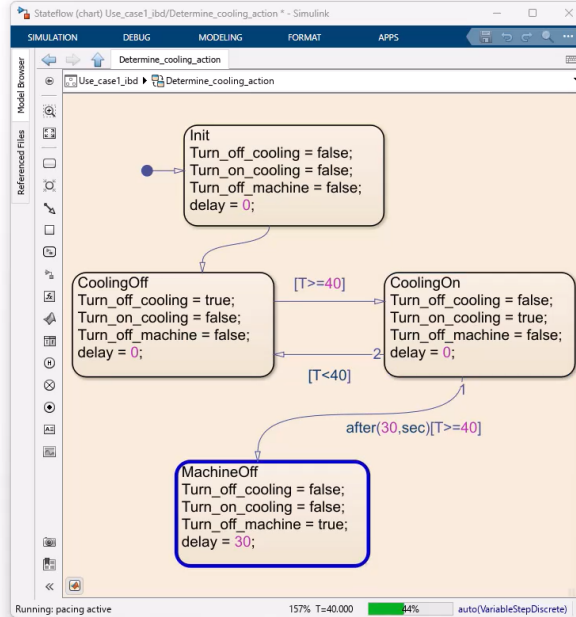 Stateflow (chart) Use_case1_ibd/Determine_cooling_action * - Simulink
SIMULATION DEBUG MODELING FORMAT APPS
Model Browser
Referenced Files
Determine_cooling_action
Use_case1_ibd Determine_cooling_action
Init
Turn_off_cooling = false;
Turn_on_cooling = false;
Turn_off_machine = false;
delay = 0;
CoolingOff
Turn_off_cooling = true;
Turn_on_cooling = false;
Turn_off_machine = false;
delay = 0;
[T>=40]
CoolingOn
Turn_off_cooling = false;
Turn_on_cooling = true;
Turn_off_machine = false;
delay = 0;
2
[T<40]
1
after(30,sec)[T>=40]
MachineOff
Turn_off_cooling = false;
Turn_on_cooling = false;
Turn_off_machine = true;
delay = 30;
Running: pacing active 157% T=40.000 44% auto(VariableStepDiscrete)